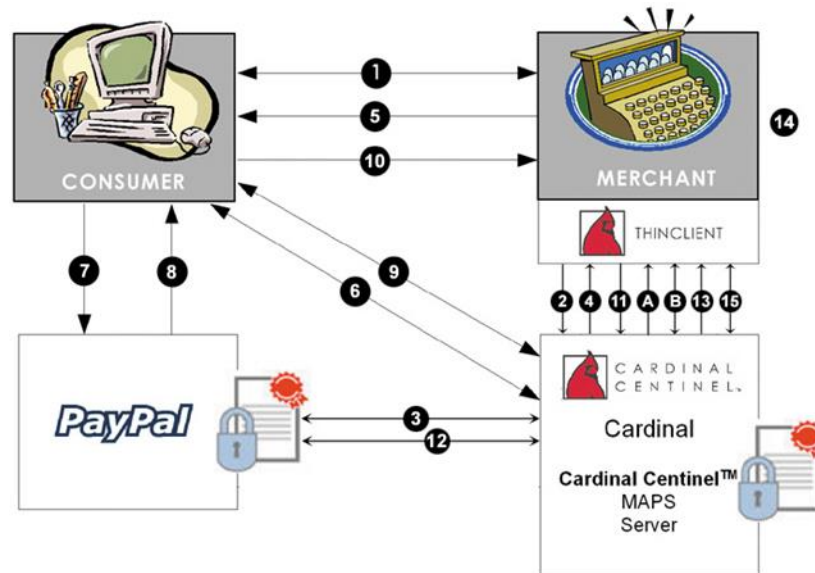 1
5
14
10
CONSUMER
MERCHANT
THINCLIENT
7
8
9
6
2
4
11
A
B
13
15
CARDINAL
CENTINEL™
PayPal
3
12
Cardinal
Cardinal Centinel™
MAPS
Server